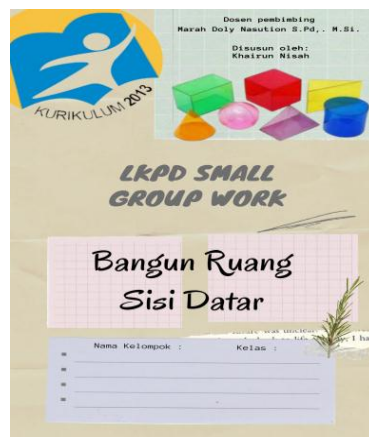 Dosen pembimbing
Marah Doly Nasution S.Pd,. M.Si.
Disusun oleh:
Khairun Nisah
KURIKULUM 2013
LKPD SMALL
GROUP WORK
Bangun Ruang
Sisi Datar
Nama Kelompok :
Kelas :